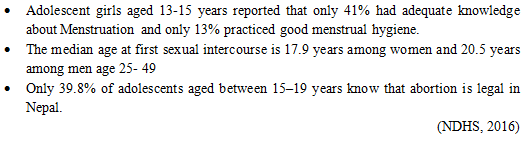 • Adolescent girls aged 13-15 years reported that only 41% had adequate knowledge
about Menstruation and only 13% practiced good menstrual hygiene.
• The median age at first sexual intercourse is 17.9 years among women and 20.5 years
among men age 25- 49
• Only 39.8% of adolescents aged between 15–19 years know that abortion is legal in
Nepal.
(NDHS, 2016)